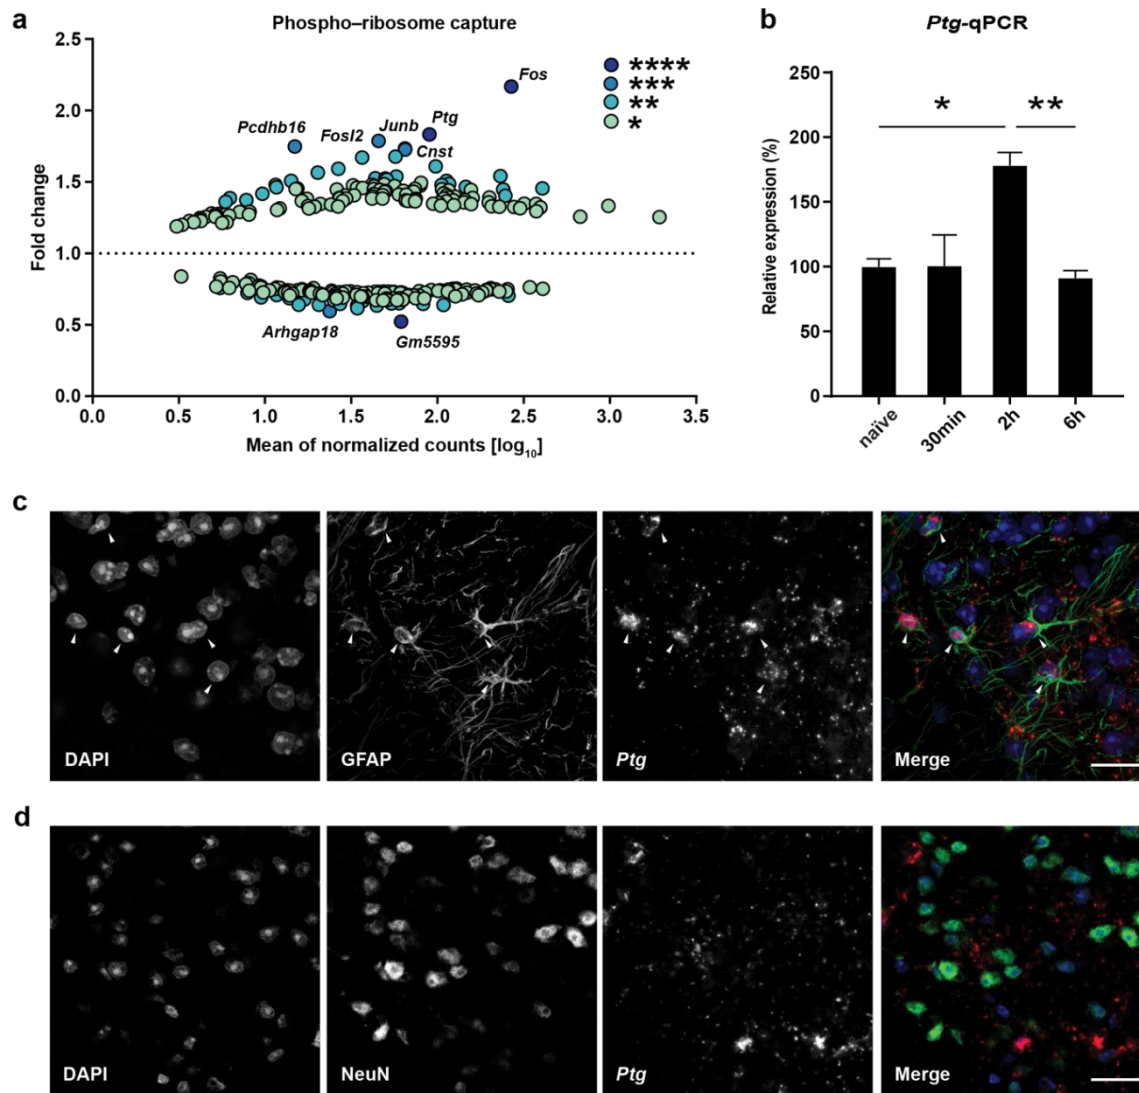 a
Phospho–ribosome capture
Fold change
2.5
2.0
1.5
1.0
0.5
0.0
0.0 0.5 1.0 1.5 2.0 2.5 3.0 3.5
Mean of normalized counts [log10]
****
***
**
*
Fos
Ptg
Junb
Fosl2
Pcdhb16
Cnst
Arhgap18
Gm5595
b
Ptg-qPCR
Relative expression (%)
250
200
150
100
50
0
* **
naïve 30min 2h 6h
c
DAPI GFAP Ptg Merge
d
DAPI NeuN Ptg Merge